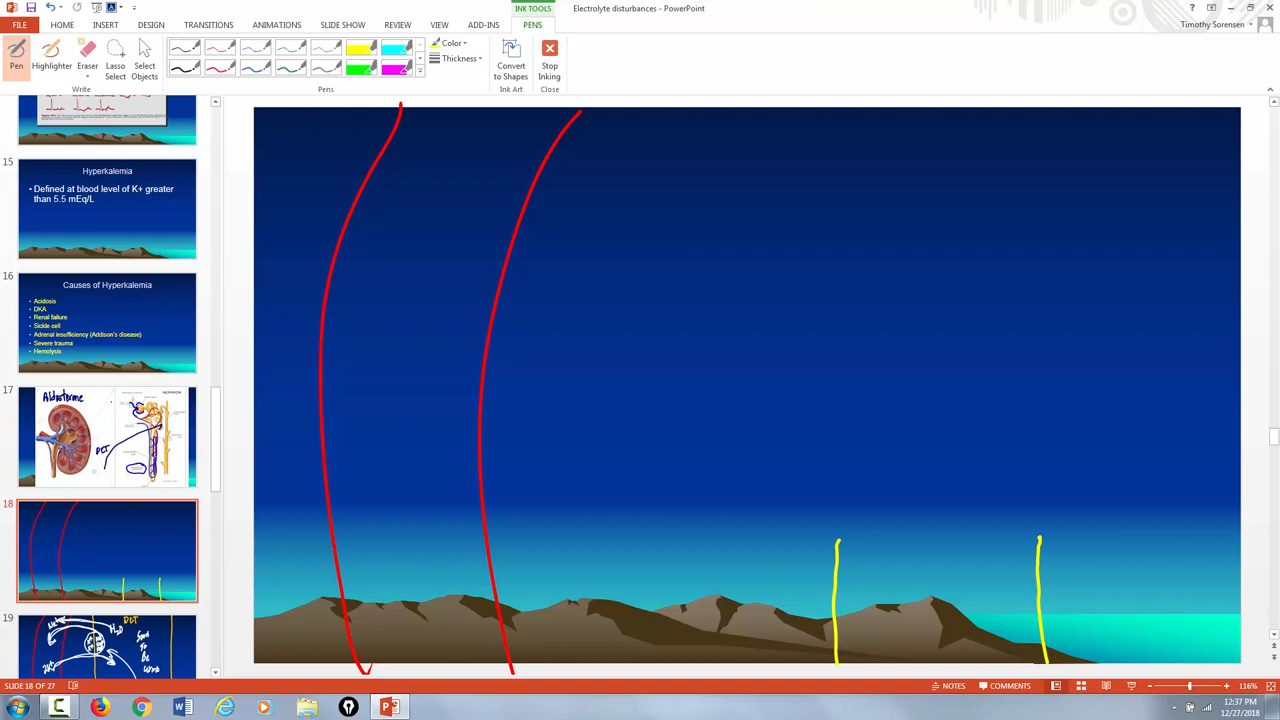 INK TOOLS
Electrolyte disturbances - PowerPoint
FILE HOME INSERT DESIGN TRANSITIONS ANIMATIONS SLIDE SHOW REVIEW VIEW ADD-INS PENS
Timothy Sorensen
Pen Highlighter Eraser Lasso Select Select Objects
Color
Thickness
Convert to Shapes
Stop Inking
Write Pens Ink Art Close
15
Hyperkalemia
• Defined at blood level of K+ greater
than 5.5 mEq/L
16
Causes of Hyperkalemia
• Acidosis
• DKA
• Renal failure
• Sickle cell
• Adrenal insufficiency (Addison's disease)
• Severe trauma
• Hemolysis
17
Aldosterone
NEPHRON
DCT
18
19
DCT
H2O
SLIDE 18 OF 27
NOTES COMMENTS
116%
12:37 PM
12/27/2018